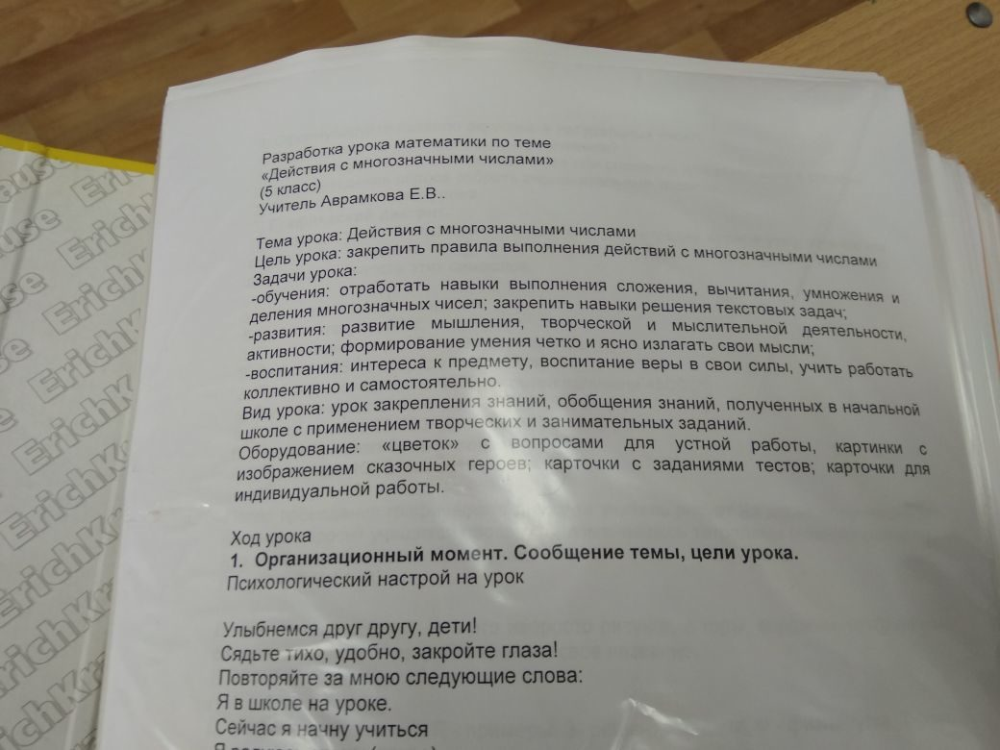 Разработка урока математики по теме
«Действия с многозначными числами»
(5 класс)
Учитель Аврамкова Е.В..
Тема урока: Действия с многозначными числами
Цель урока: закрепить правила выполнения действий с многозначными числами
Задачи урока:
-обучения: отработать навыки выполнения сложения, вычитания, умножения и
деления многозначных чисел; закрепить навыки решения текстовых задач;
-развития: развитие мышления, творческой и мыслительной деятельности,
активности; формирование умения четко и ясно излагать свои мысли;
-воспитания: интереса к предмету, воспитание веры в свои силы, учить работать
коллективно и самостоятельно.
Вид урока: урок закрепления знаний, обобщения знаний, полученных в начальной
школе с применением творческих и занимательных заданий.
Оборудование: «цветок» с вопросами для устной работы, картинки с
изображением сказочных героев; карточки с заданиями тестов; карточки для
индивидуальной работы.
Ход урока
1. Организационный момент. Сообщение темы, цели урока.
Психологический настрой на урок
Улыбнемся друг другу, дети!
Сядьте тихо, удобно, закройте глаза!
Повторяйте за мною следующие слова:
Я в школе на уроке.
Сейчас я начну учиться
ErichKrause